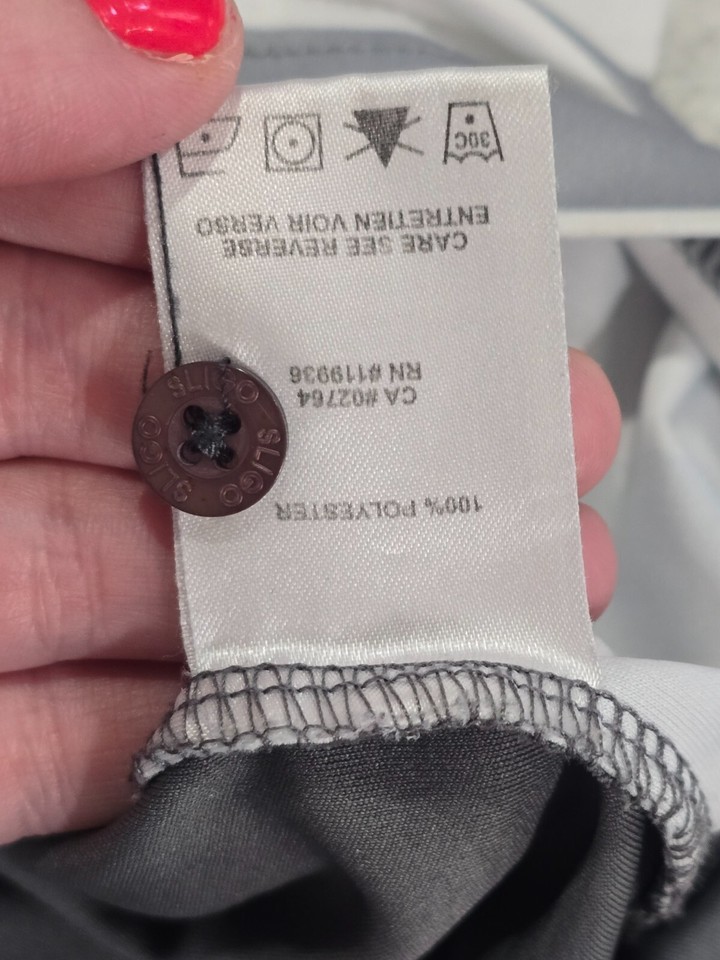 100% POLYESTER
CA #02764
RN #119936
CARE SEE REVERSE
ENTRETIEN VOIR VERSO
30C
SLIGO
SLIGO